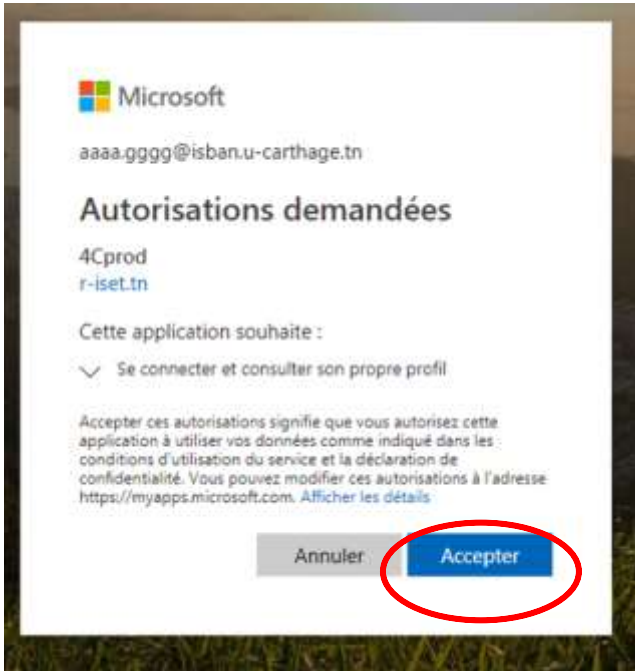 Microsoft
aaaa.gggg@isban.u-carthage.tn
Autorisations demandées
4Cprod
r-iset.tn
Cette application souhaite :
Se connecter et consulter son propre profil
Accepter ces autorisations signifie que vous autorisez cette
application à utiliser vos données comme indiqué dans les
conditions d'utilisation du service et la déclaration de
confidentialité. Vous pouvez modifier ces autorisations à l'adresse
https://myapps.microsoft.com. Afficher les détails
Annuler Accepter